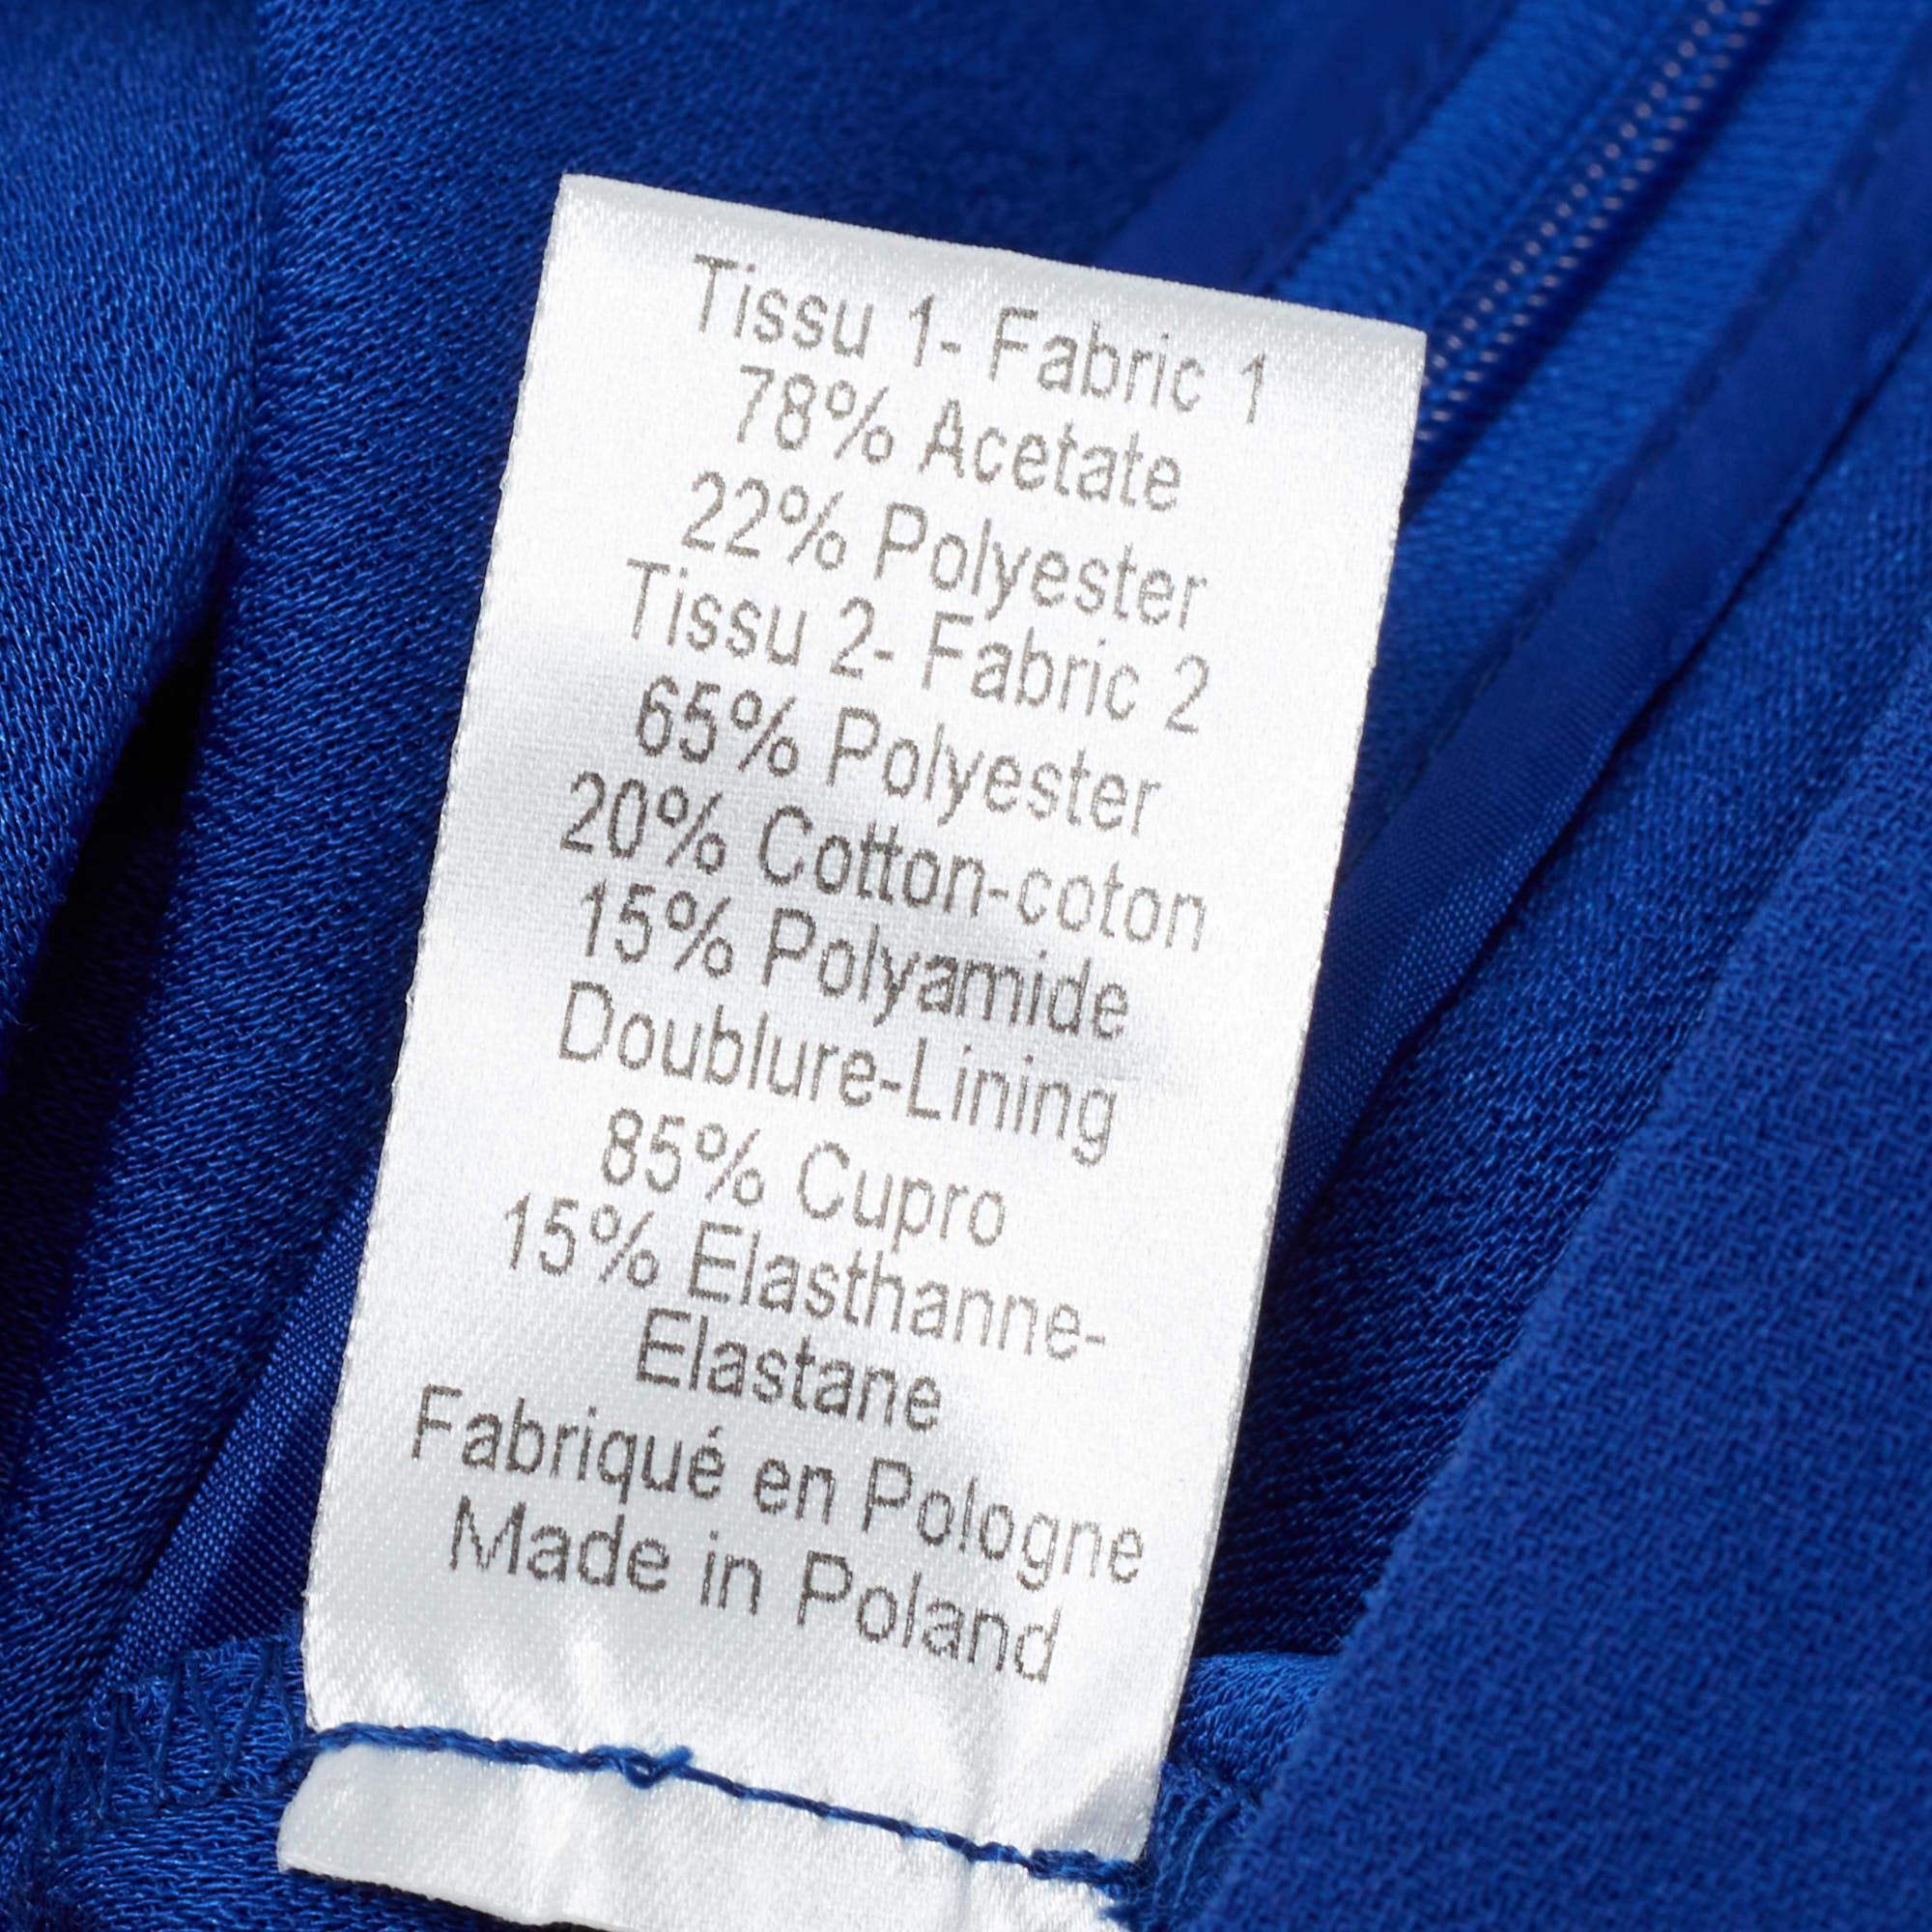 Tissu 1- Fabric 1
78% Acetate
22% Polyester
Tissu 2- Fabric 2
65% Polyester
20% Cotton-coton
15% Polyamide
Doublure-Lining
85% Cupro
15% Elasthanne-
Elastane
Fabriqué en Pologne
Made in Poland